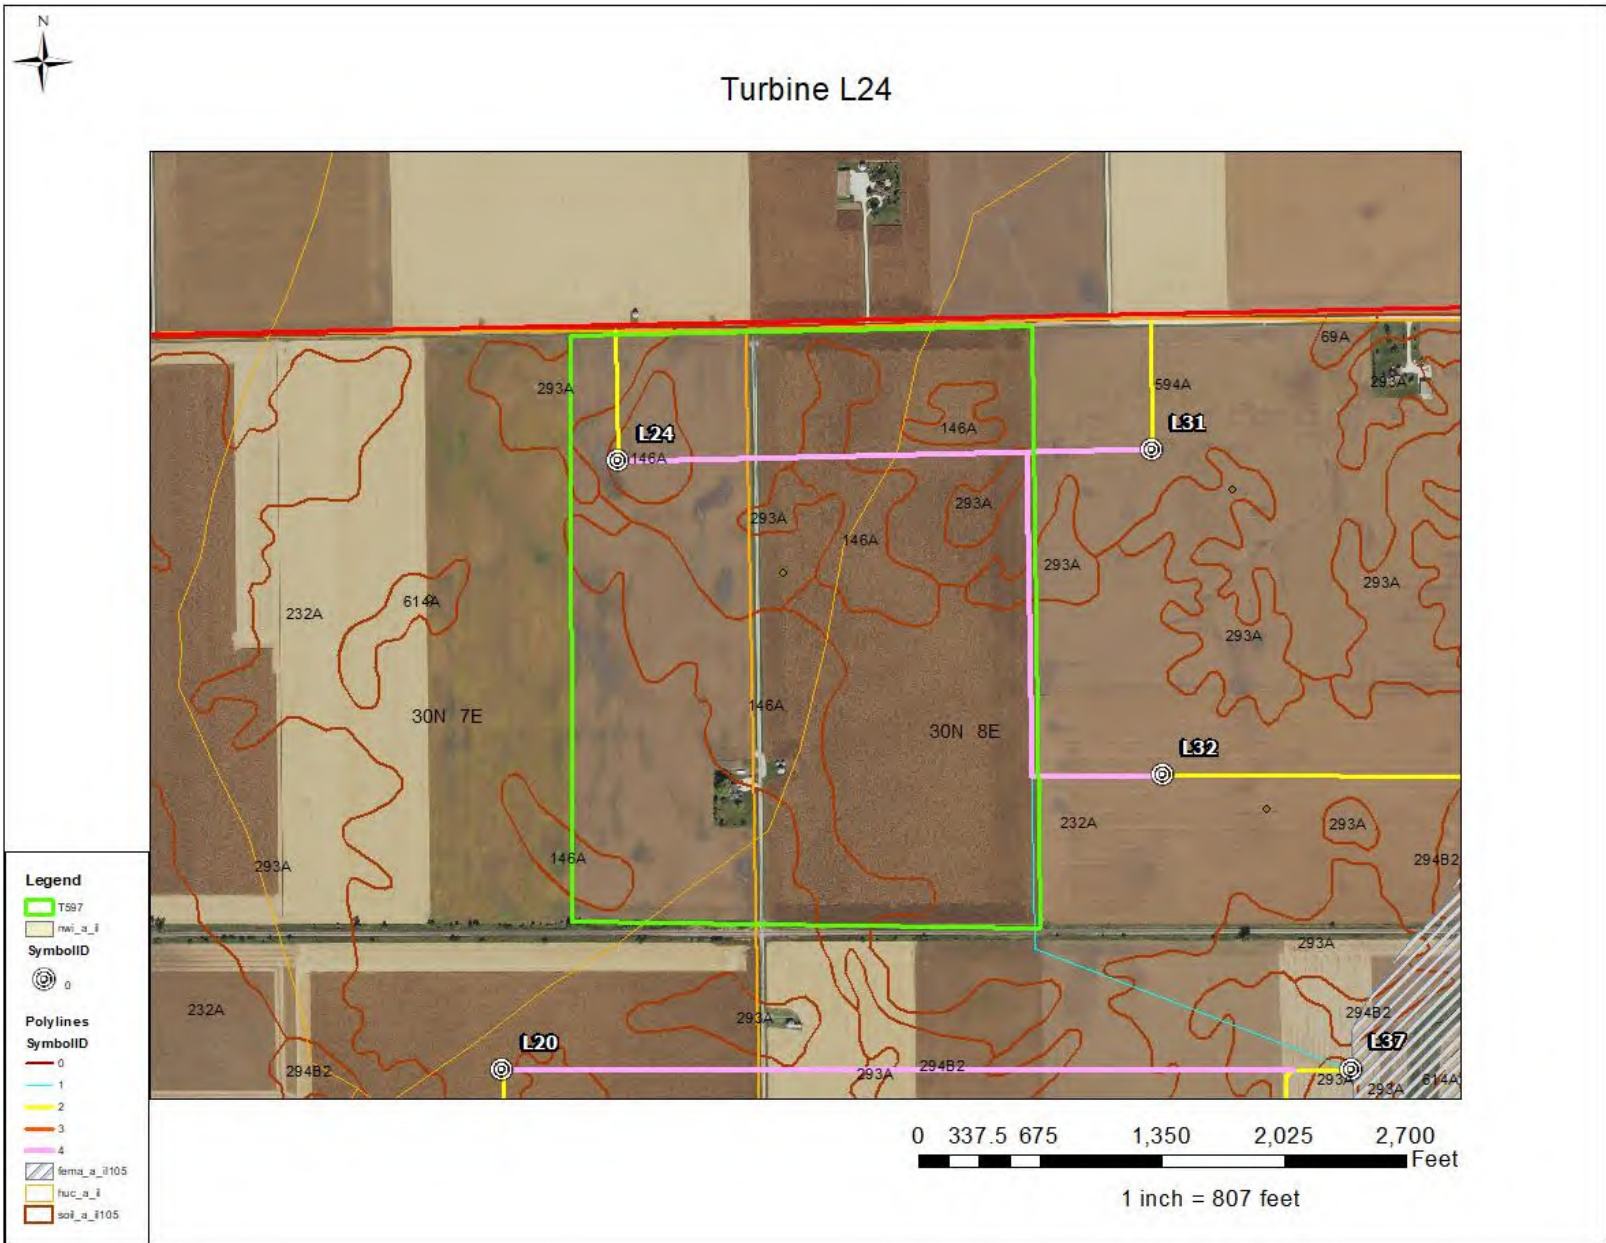 N
Turbine L24
69A
293A
594A
293A
L24
L31
146A
146A
293A
293A
146A
293A
293A
232A
614A
293A
146A
30N 7E
30N 8E
L32
232A
293A
146A
293A
294B2
293A
232A
293A
294B2
L20
L37
294B2
293A
294B2
293A
293A
614A
Legend
T597
nwi_a_il
SymbolID
0
Polylines
SymbolID
0
1
2
3
4
fema_a_il105
huc_a_il
soil_a_il105
0 337.5 675 1,350 2,025 2,700
Feet
1 inch = 807 feet